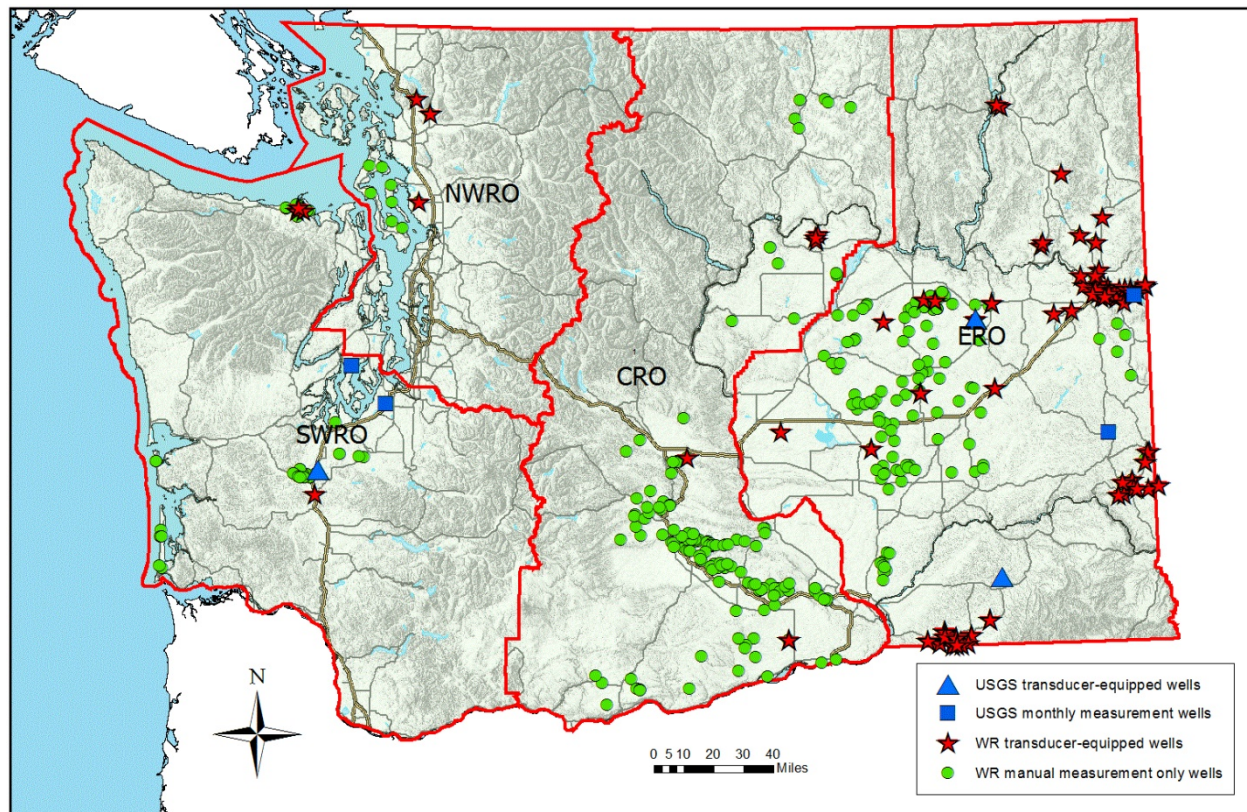 NWRO
CRO
ERO
SWRO
N
0 5 10 20 30 40
Miles
USGS transducer-equipped wells
USGS monthly measurement wells
WR transducer-equipped wells
WR manual measurement only wells